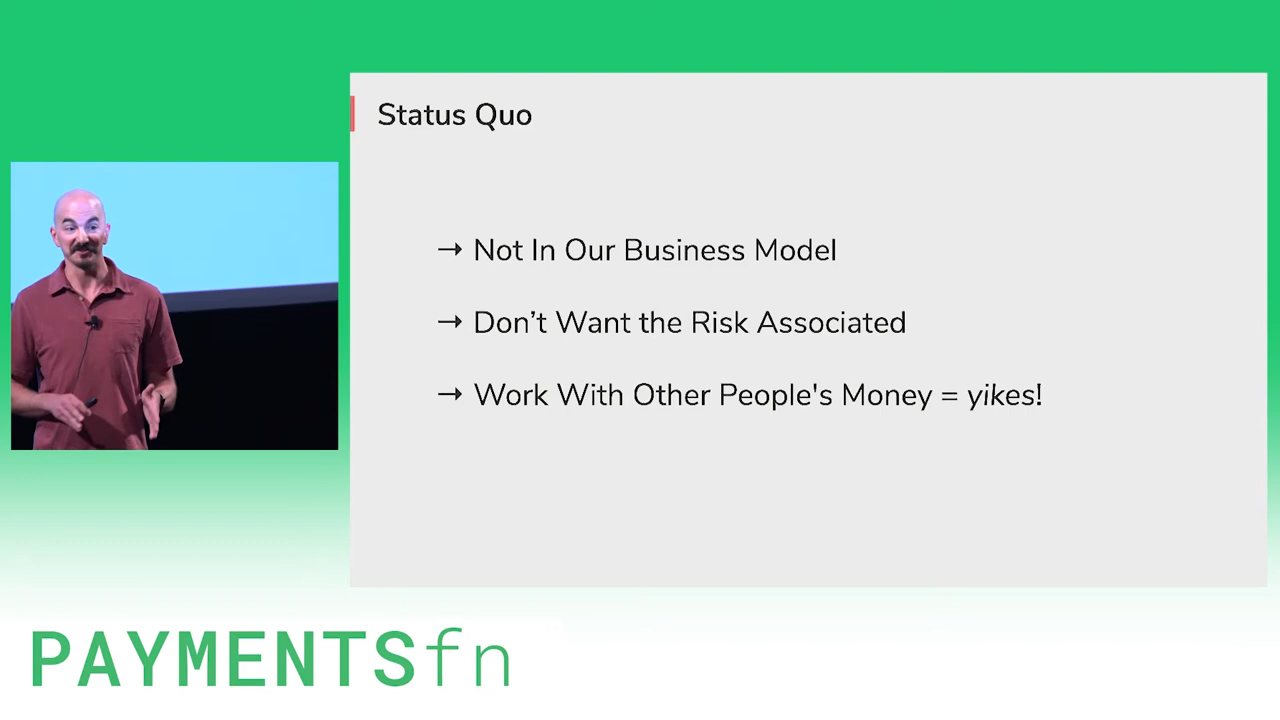 Status Quo
→ Not In Our Business Model
→ Don't Want the Risk Associated
→ Work With Other People's Money = yikes!
PAYMENTSfn